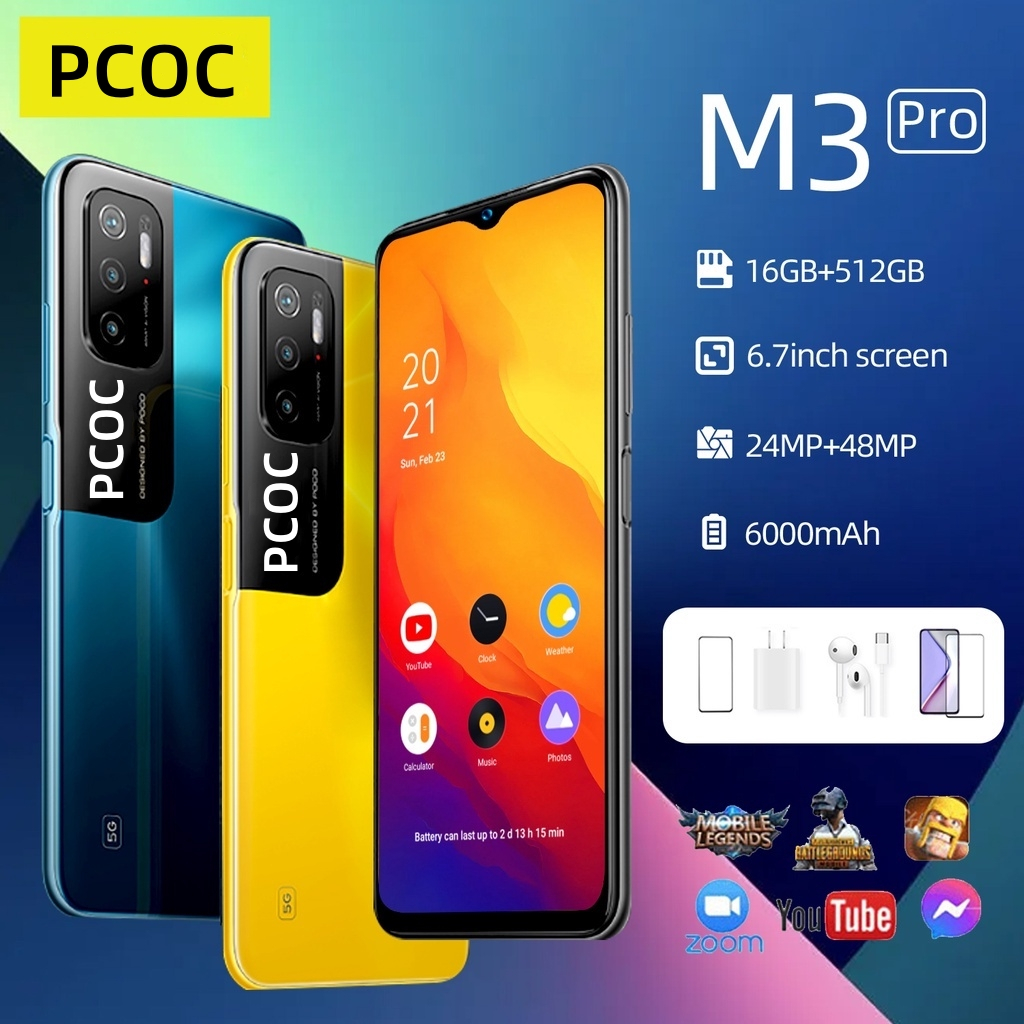 PCOC
M3 Pro
16GB+512GB
6.7inch screen
24MP+48MP
6000mAh
PCOC
DESIGNED BY POCO
5G
PCOC
DESIGNED BY POCO
5G
20
21
Sun, Feb 23
YouTube
Clock
Weather
Calculator
Music
Photos
Battery can last up to 2 d 13 h 15 min
MOBILE
LEGENDS
BATTLEGROUNDS
zoom
YouTube